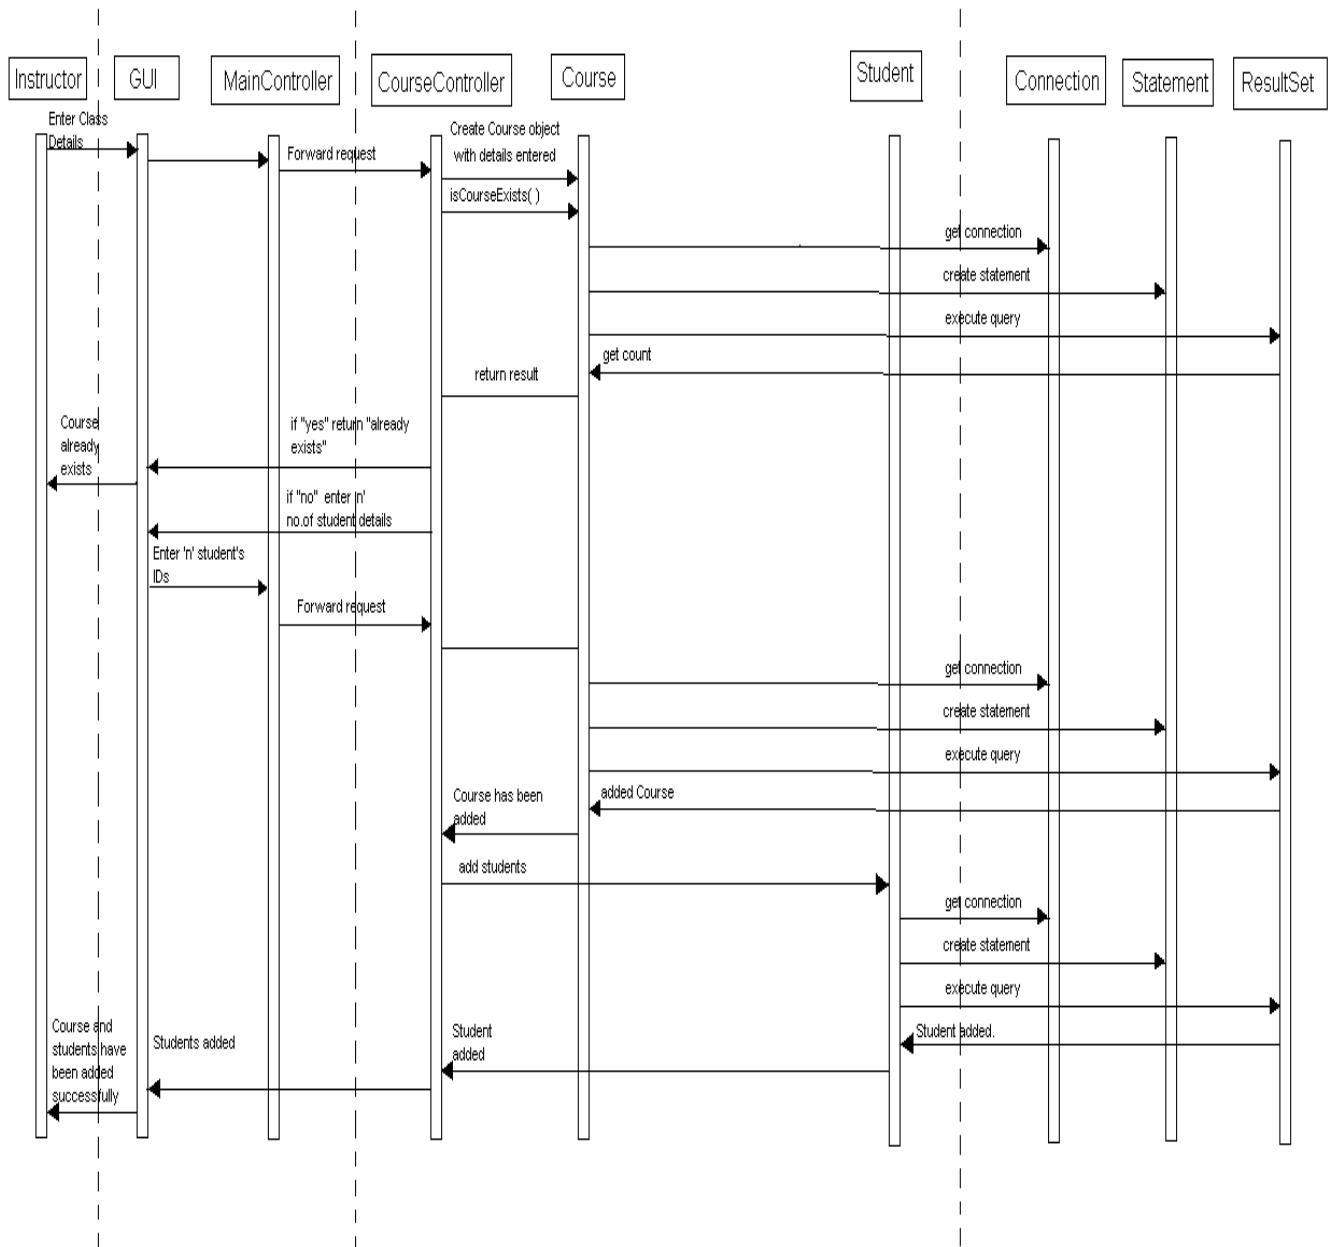 Instructor
GUI
MainController
CourseController
Course
Student
Connection
Statement
ResultSet
Enter Class
Details
Forward request
Create Course object
with details entered
isCourseExists( )
get connection
create statement
execute query
get count
return result
Course
already
exists
if "yes" return "already
exists"
if "no" enter 'n'
no.of student details
Enter 'n' student's
IDs
Forward request
get connection
create statement
execute query
added Course
Course has been
added
add students
get connection
create statement
execute query
Student added.
Student
added
Students added
Course and
students have
been added
successfully